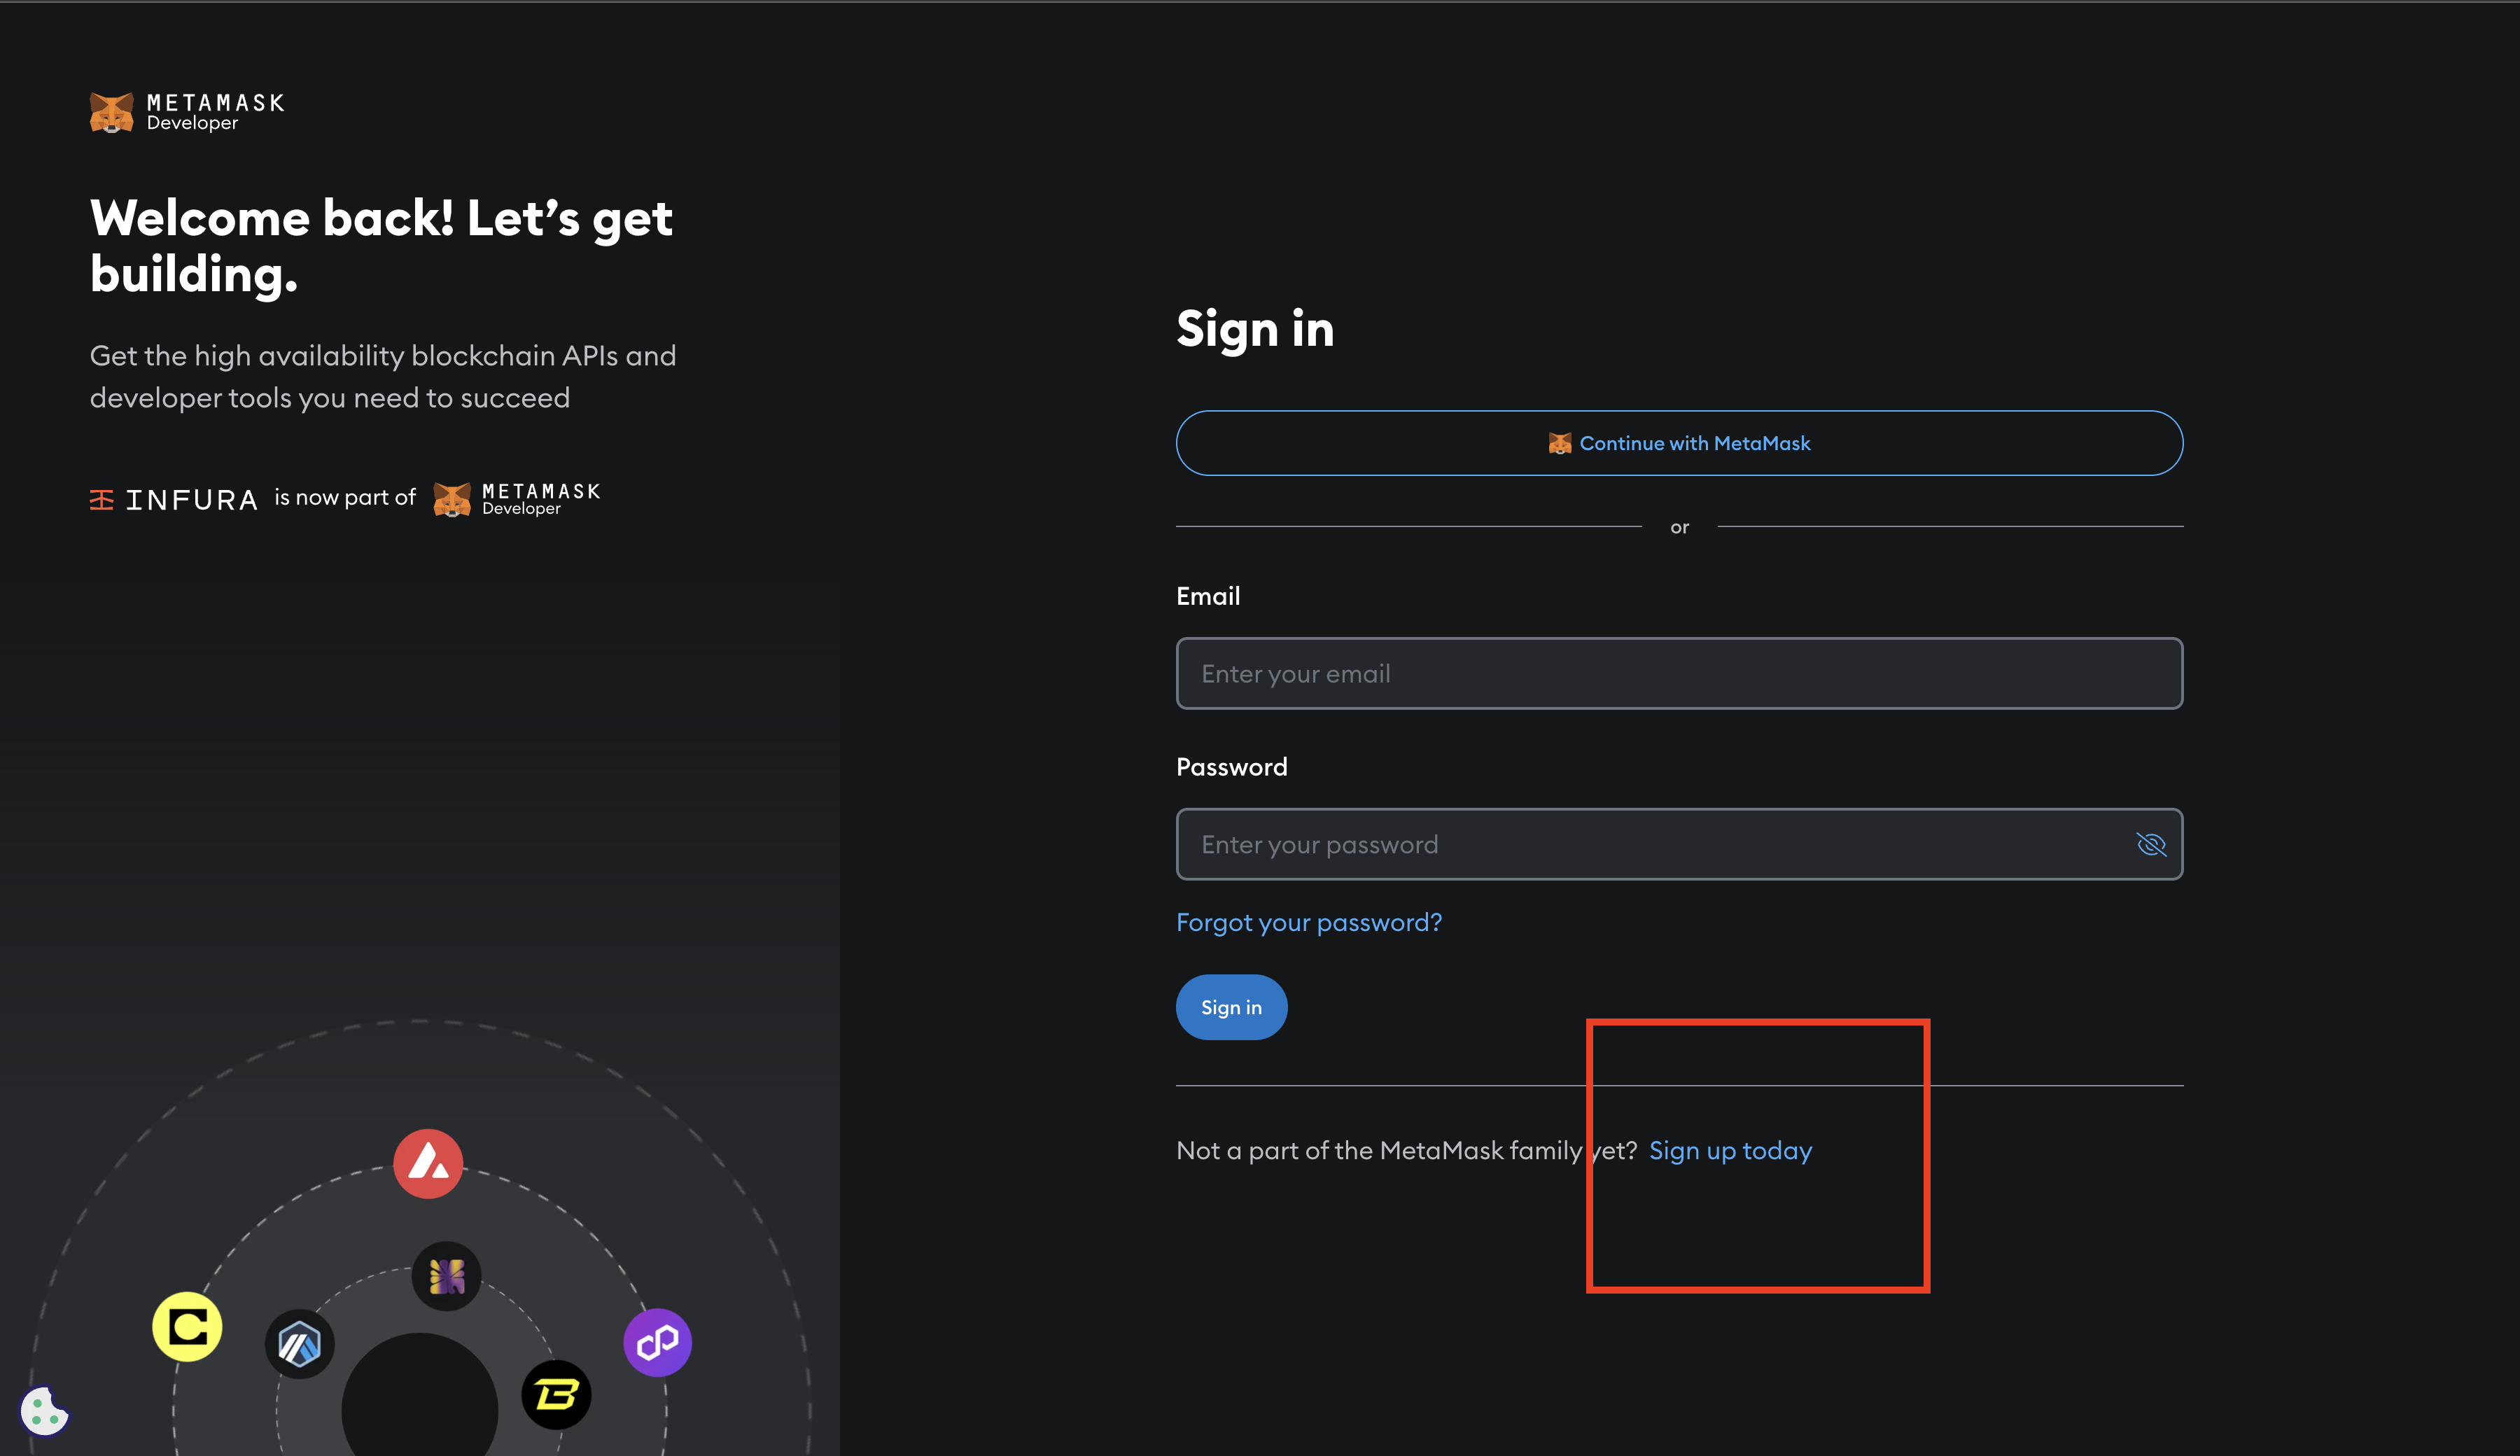 METAMASK
Developer
Welcome back! Let’s get
building.
Get the high availability blockchain APIs and
developer tools you need to succeed
INFURA is now part of METAMASK Developer
Sign in
Continue with MetaMask
or
Email
Enter your email
Password
Enter your password
Forgot your password?
Sign in
Not a part of the MetaMask family yet? Sign up today